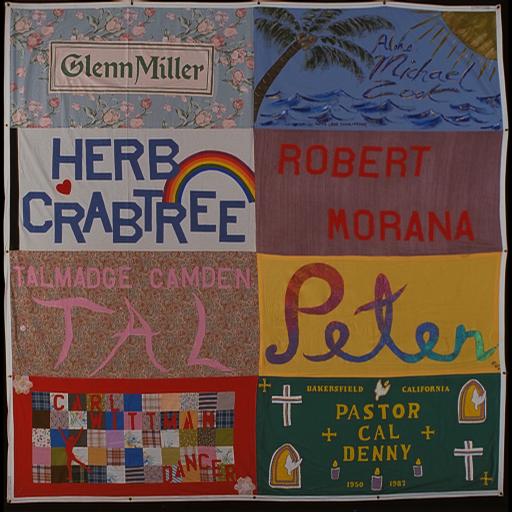 Glenn Miller
Aloha
Michael
Cook
HERB
CRABTREE
ROBERT
MORANA
TALMADGE CAMDEN
TAL
Peter
CARL
WITTMAN
DANCER
BAKERSFIELD CALIFORNIA
PASTOR
CAL
DENNY
1950 1987